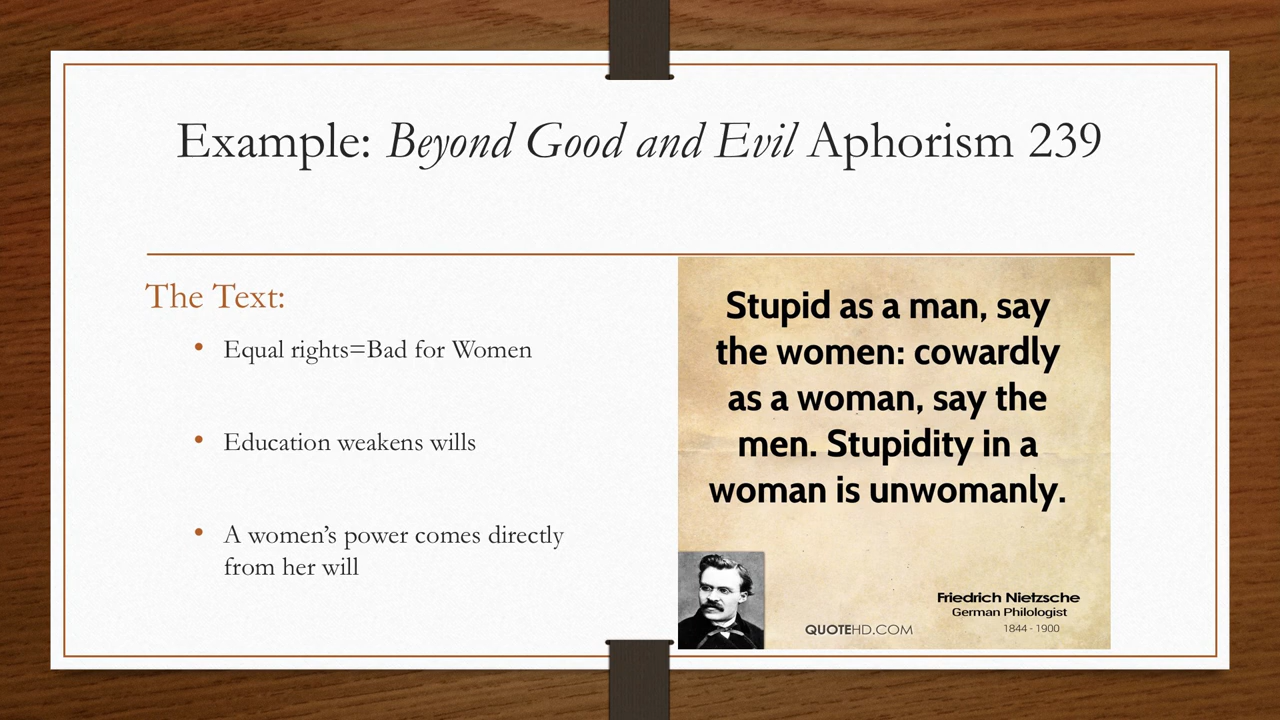 Example: Beyond Good and Evil Aphorism 239
The Text:
• Equal rights=Bad for Women
• Education weakens wills
• A women’s power comes directly
from her will
Stupid as a man, say
the women: cowardly
as a woman, say the
men. Stupidity in a
woman is unwomanly.
Friedrich Nietzsche
German Philologist
1844 - 1900
QUOTEHD.COM